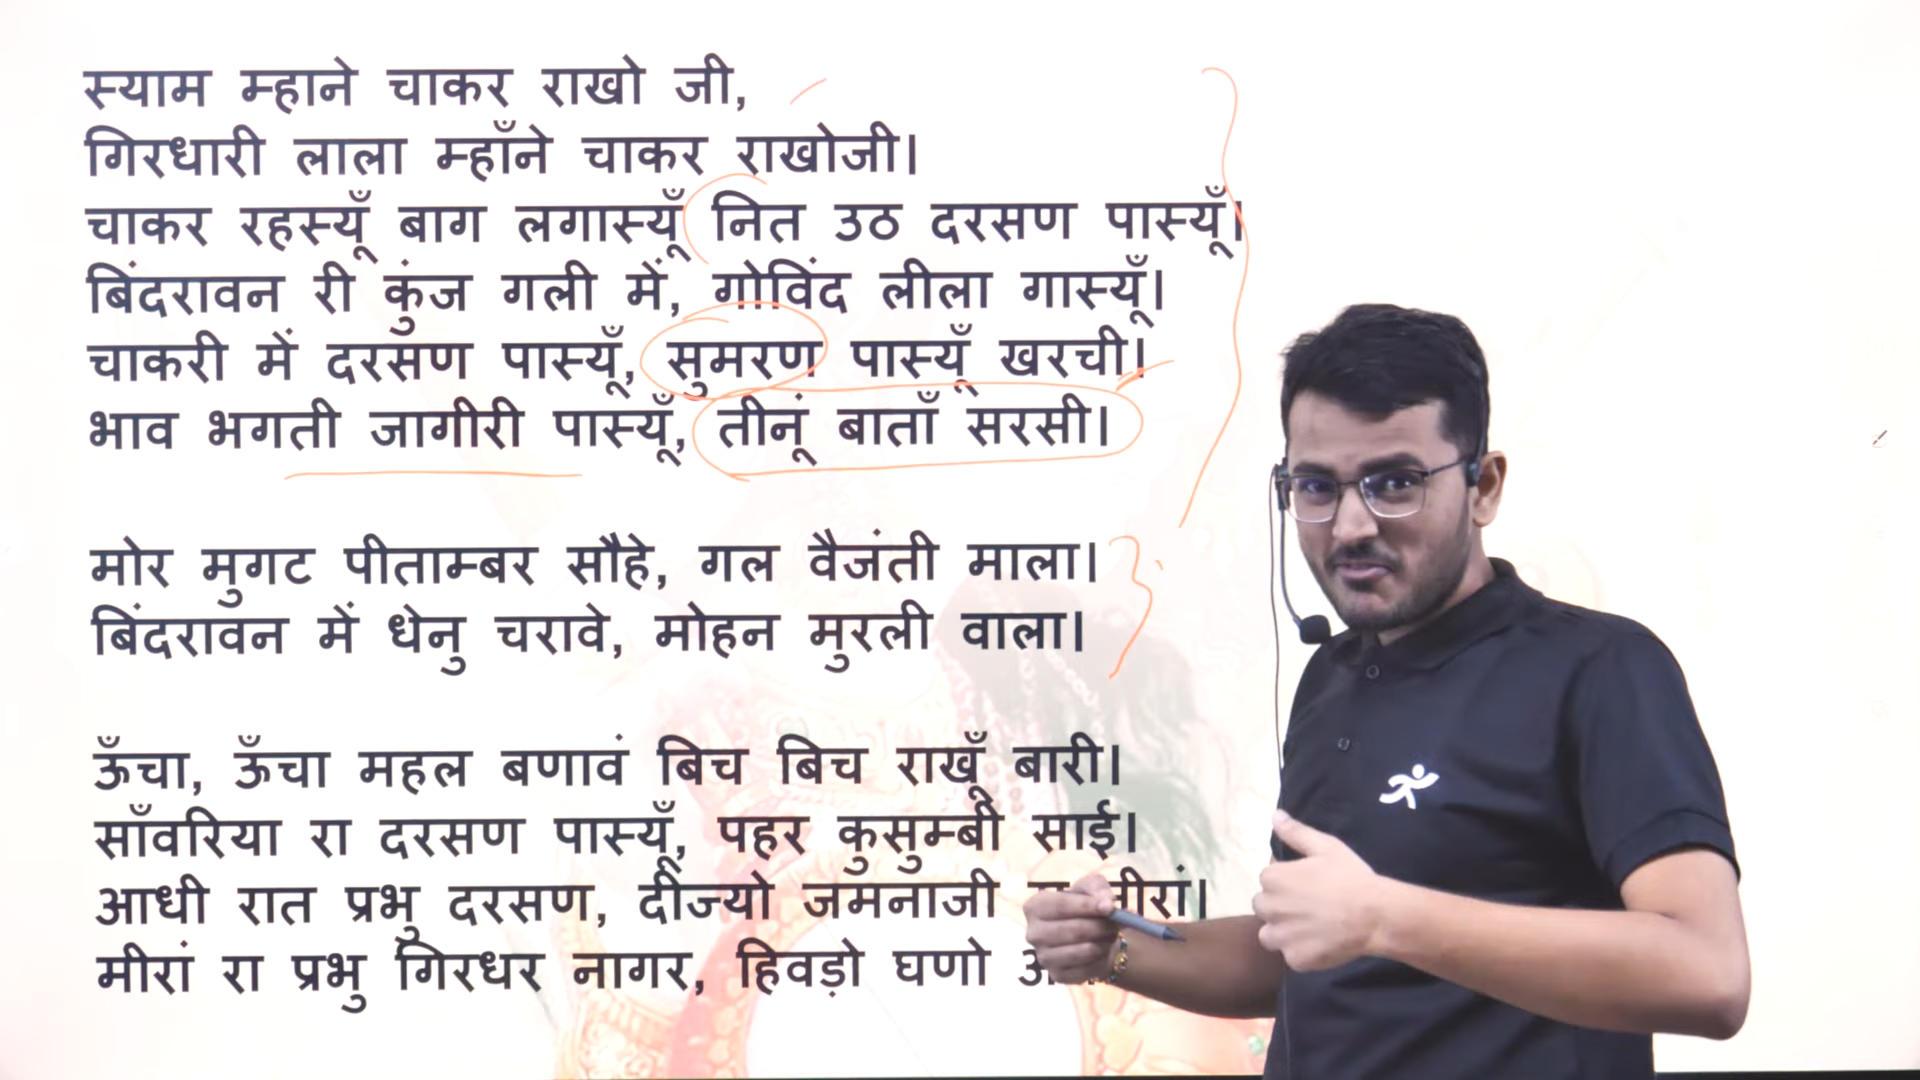 स्याम म्हाने चाकर राखो जी,
गिरधारी लाला म्हाँने चाकर राखोजी।
चाकर रहस्यूँ बाग लगास्यूँ नित उठ दरसण पास्यूँ।
बिंदरावन री कुंज गली में, गोविंद लीला गास्यूँ।
चाकरी में दरसण पास्यूँ, सुमरण पास्यूँ खरची।
भाव भगती जागीरी पास्यूँ, तीनूं बाताँ सरसी।
मोर मुगट पीताम्बर सौहे, गल वैजंती माला।
बिंदरावन में धेनु चरावे, मोहन मुरली वाला।
ऊँचा, ऊँचा महल बणावं बिच बिच राखूँ बारी।
साँवरिया रा दरसण पास्यूँ, पहर कुसुम्बी साई।
आधी रात प्रभु दरसण, दीज्यो जमनाजी तीरां।
मीरां रा प्रभु गिरधर नागर, हिवड़ो घणो